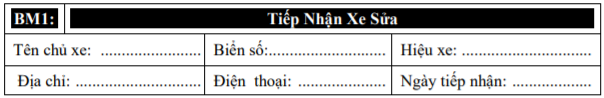 BM1: Tiếp Nhận Xe Sửa
Tên chủ xe: ........................ Biển số:............................ Hiệu xe: ...............................
Địa chỉ: .............................. Điện thoại: ..................... Ngày tiếp nhận: ...................